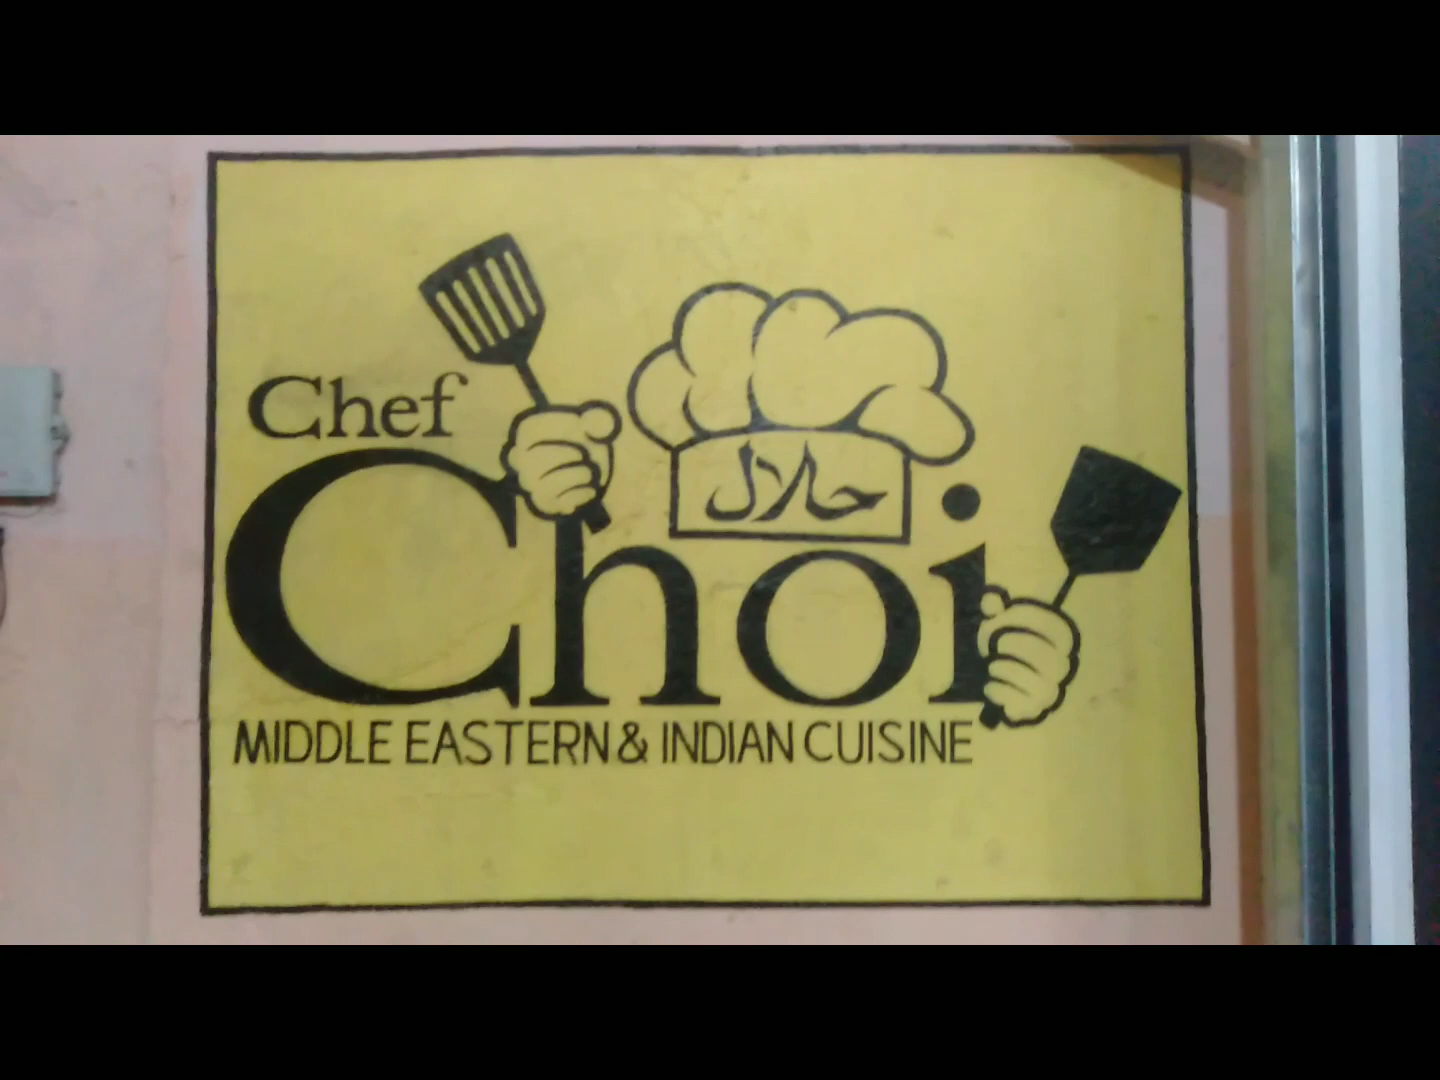 Chef
حلال
Choi
MIDDLE EASTERN & INDIAN CUISINE